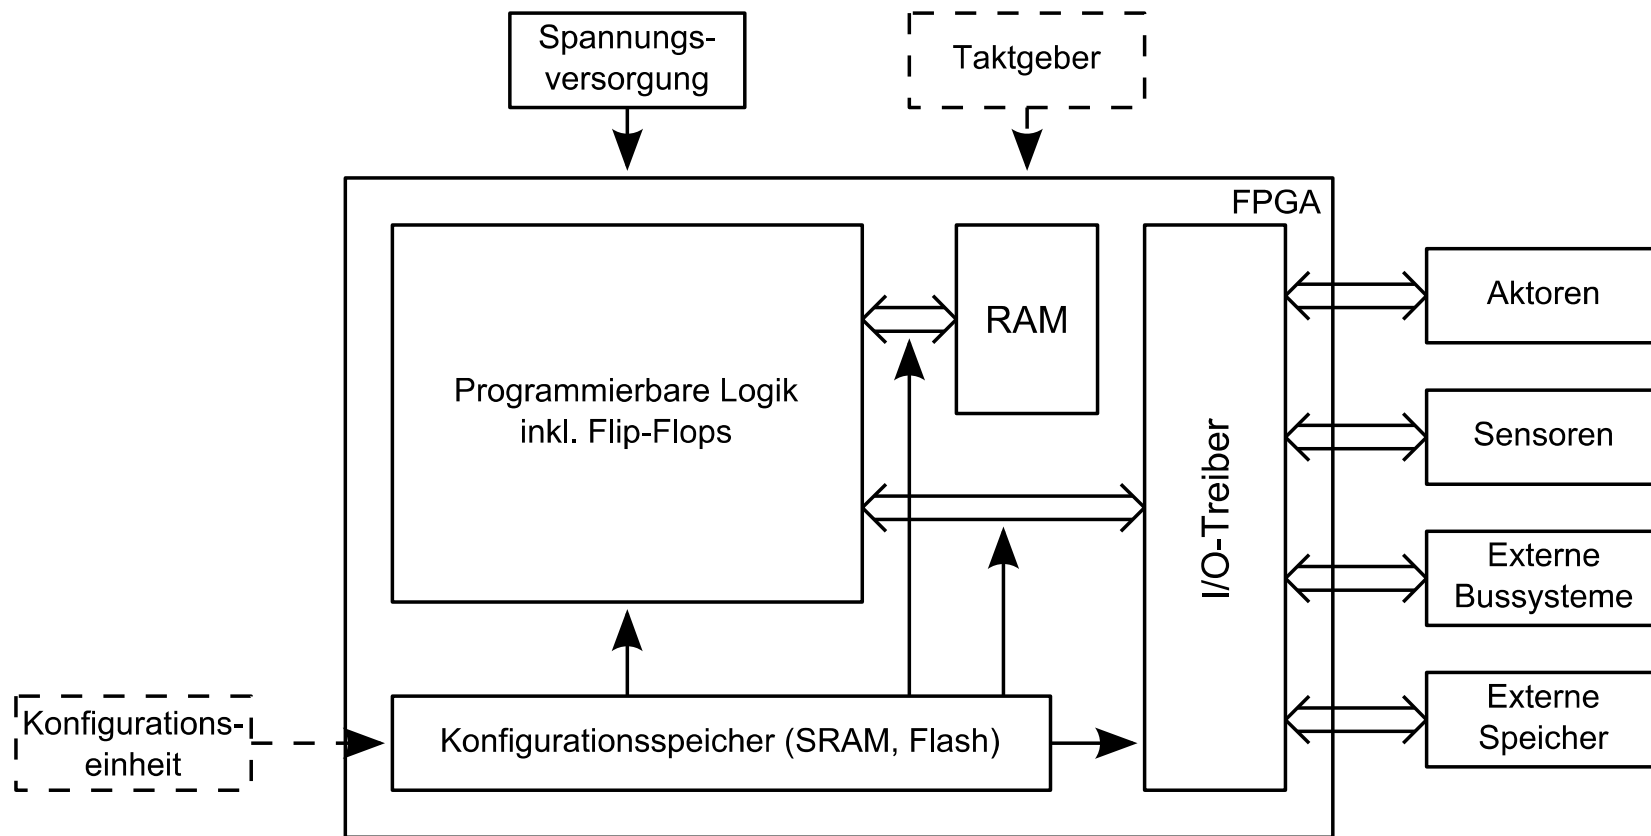 Spannungs-
versorgung
Taktgeber
FPGA
Programmierbare Logik
inkl. Flip-Flops
RAM
I/O-Treiber
Aktoren
Sensoren
Externe
Bussysteme
Externe
Speicher
Konfigurations-
einheit
Konfigurationsspeicher (SRAM, Flash)